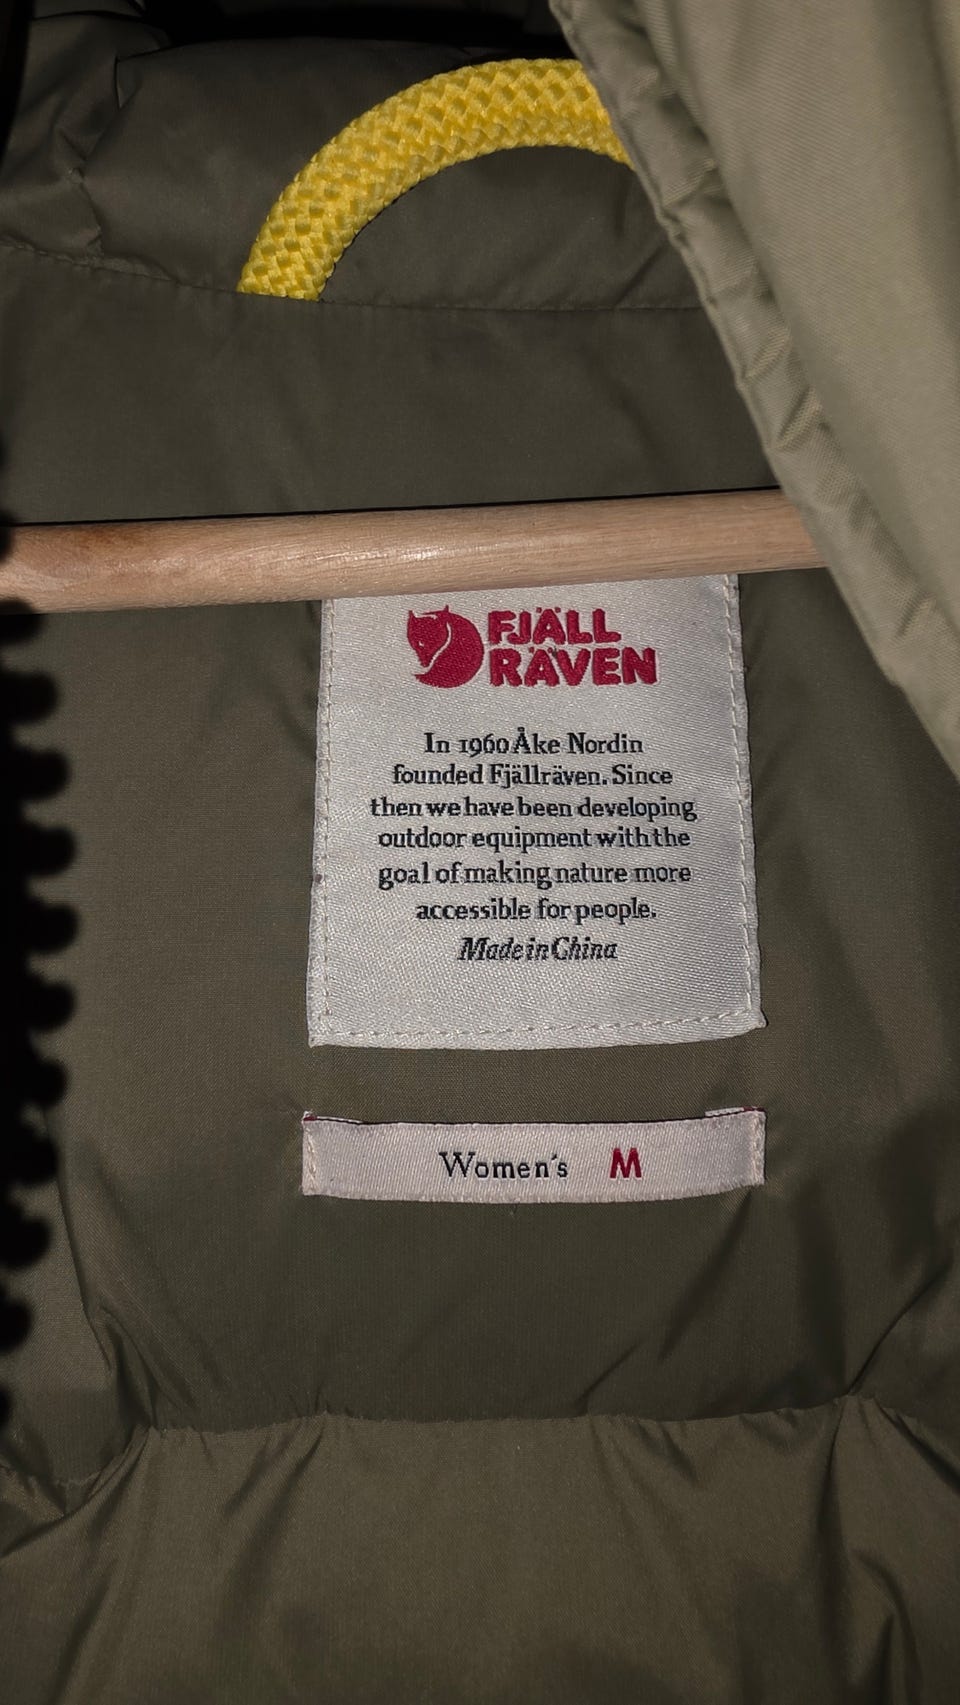 FJÄLL
RÄVEN
In 1960 Åke Nordin
founded Fjällräven. Since
then we have been developing
outdoor equipment with the
goal of making nature more
accessible for people.
Made in China
Women's M